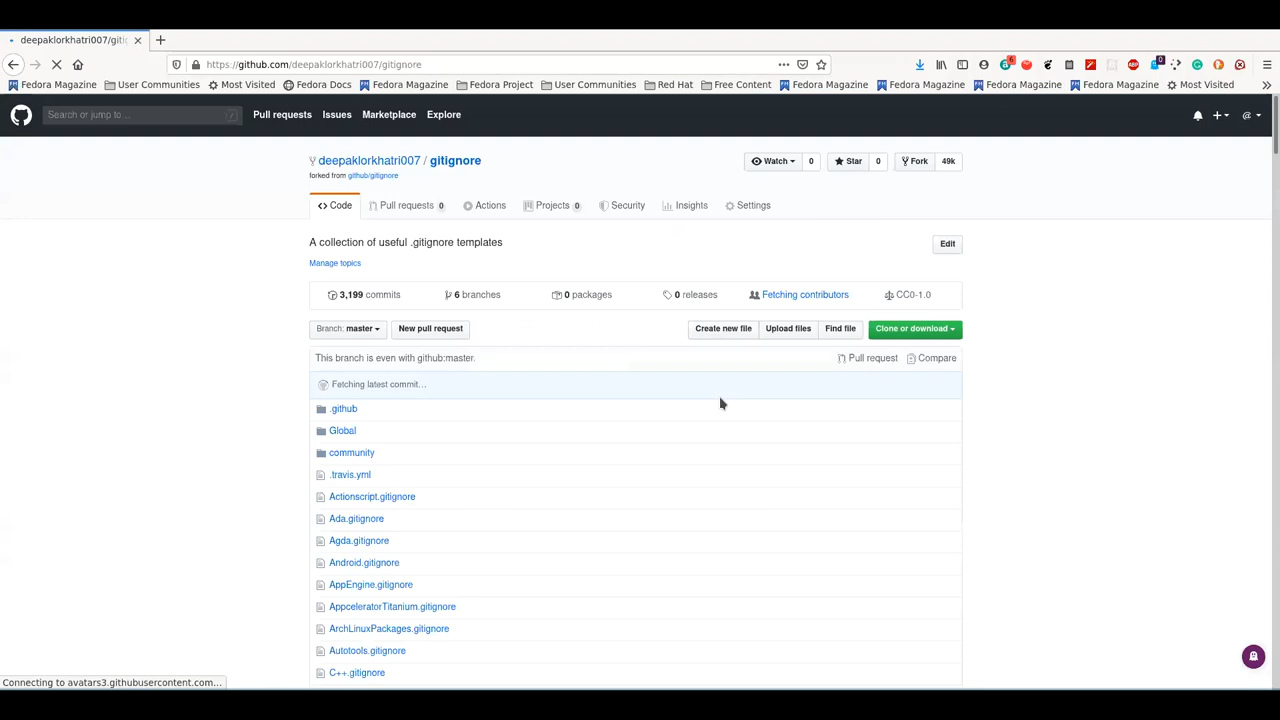 deepaklorkhatri007/giti
https://github.com/deepaklorkhatri007/gitignore
6
0
Fedora Magazine User Communities Most Visited Fedora Docs Fedora Magazine Fedora Project User Communities Red Hat Free Content Fedora Magazine Fedora Magazine Fedora Magazine Fedora Magazine Most Visited
Search or jump to... /
Pull requests Issues Marketplace Explore
deepaklorkhatri007 / gitignore
Watch 0 Star 0 Fork 49k
forked from github/gitignore
Code Pull requests 0 Actions Projects 0 Security Insights Settings
A collection of useful .gitignore templates
Edit
Manage topics
3,199 commits 6 branches 0 packages 0 releases Fetching contributors CC0-1.0
Branch: master New pull request Create new file Upload files Find file Clone or download
This branch is even with github:master. Pull request Compare
Fetching latest commit…
.github
Global
community
.travis.yml
Actionscript.gitignore
Ada.gitignore
Agda.gitignore
Android.gitignore
AppEngine.gitignore
AppceleratorTitanium.gitignore
ArchLinuxPackages.gitignore
Autotools.gitignore
C++.gitignore
Connecting to avatars3.githubusercontent.com…